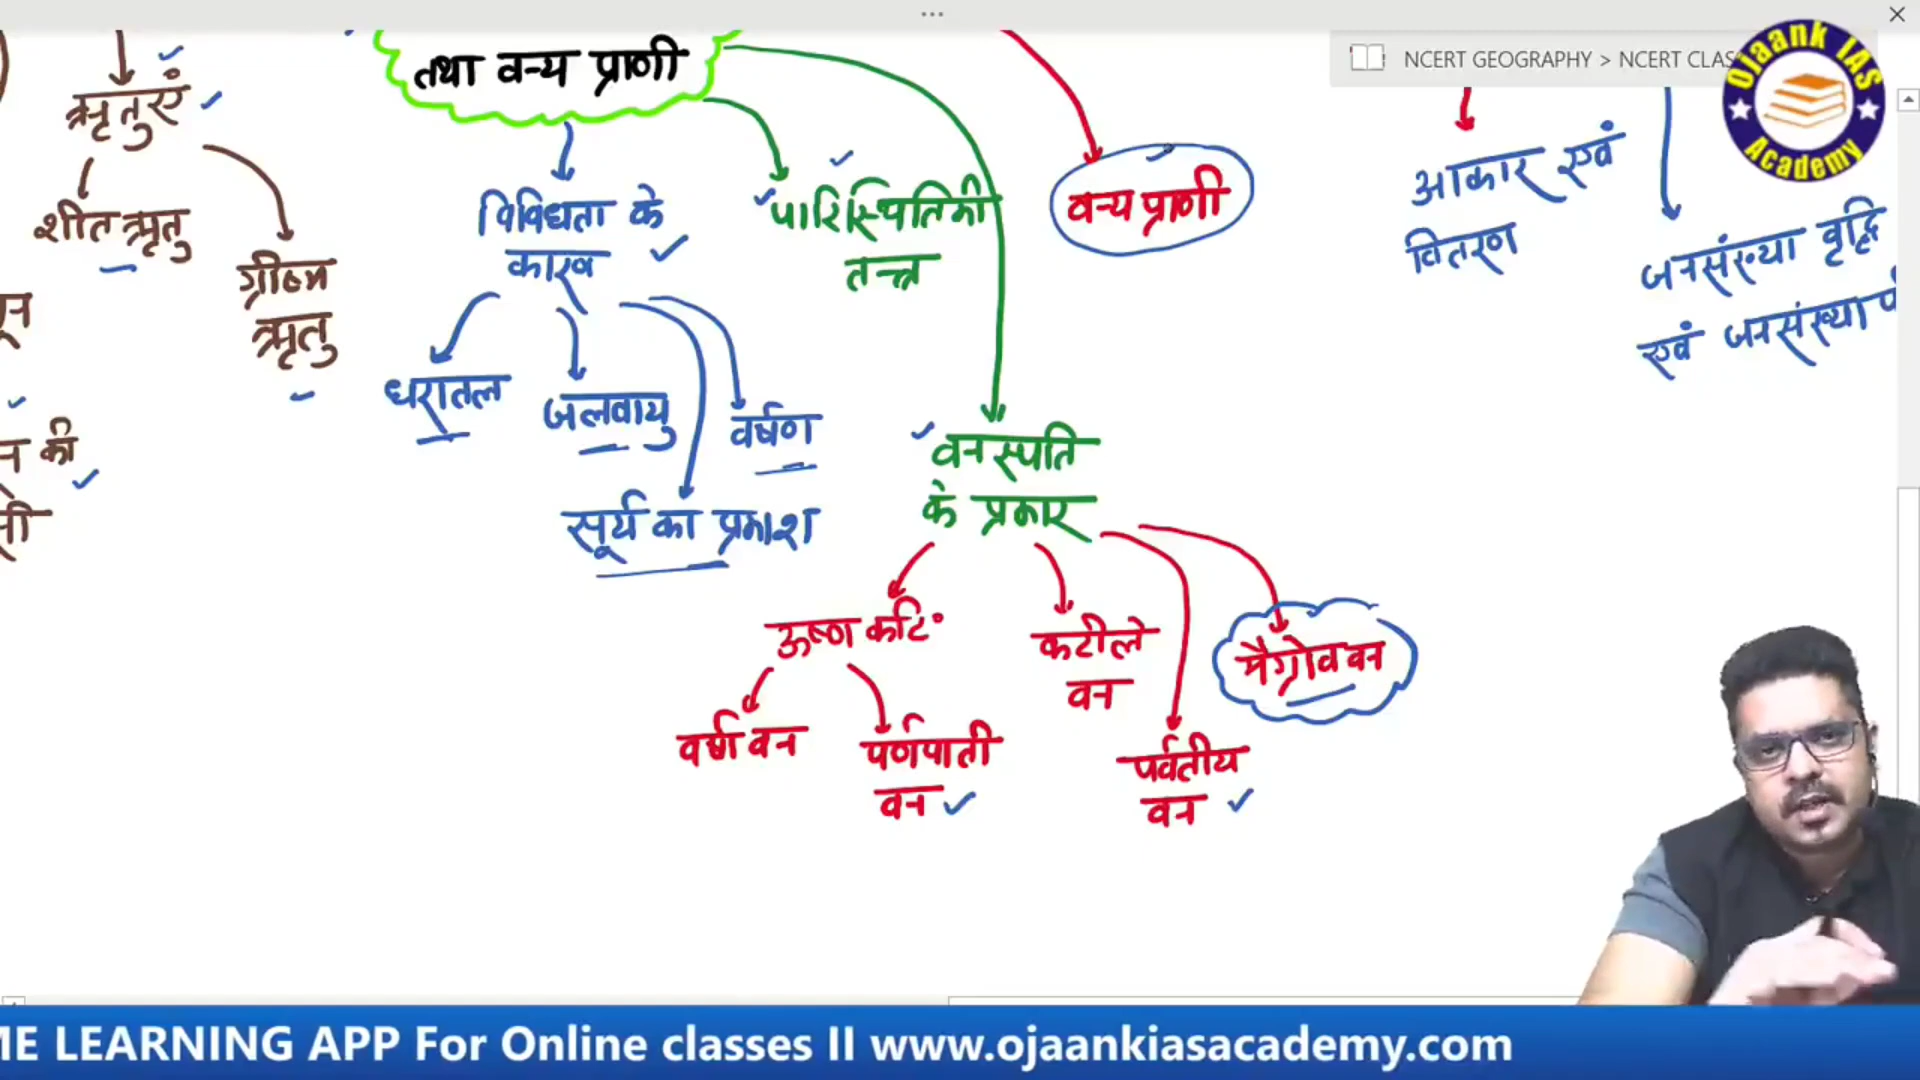 NCERT GEOGRAPHY > NCERT CLAS
Ojaank IAS
Academy
तथा वन्य प्राणी
ऋतुएं
शीत ऋतु
ग्रीष्म
ऋतु
विविधता के
कारण
धरातल
जलवायु
वर्षण
सूर्य का प्रकाश
पारिस्थितिकी
तन्त्र
वन्य प्राणी
वनस्पति
के प्रकार
ऊष्ण कटि॰
वर्षा वन
पर्णपाती
वन
कटीले
वन
पर्वतीय
वन
मैंग्रोव वन
आकार एवं
वितरण
जनसंख्या वृद्धि
एवं जनसंख्या
न की
ME LEARNING APP For Online classes II www.ojaankiasacademy.com